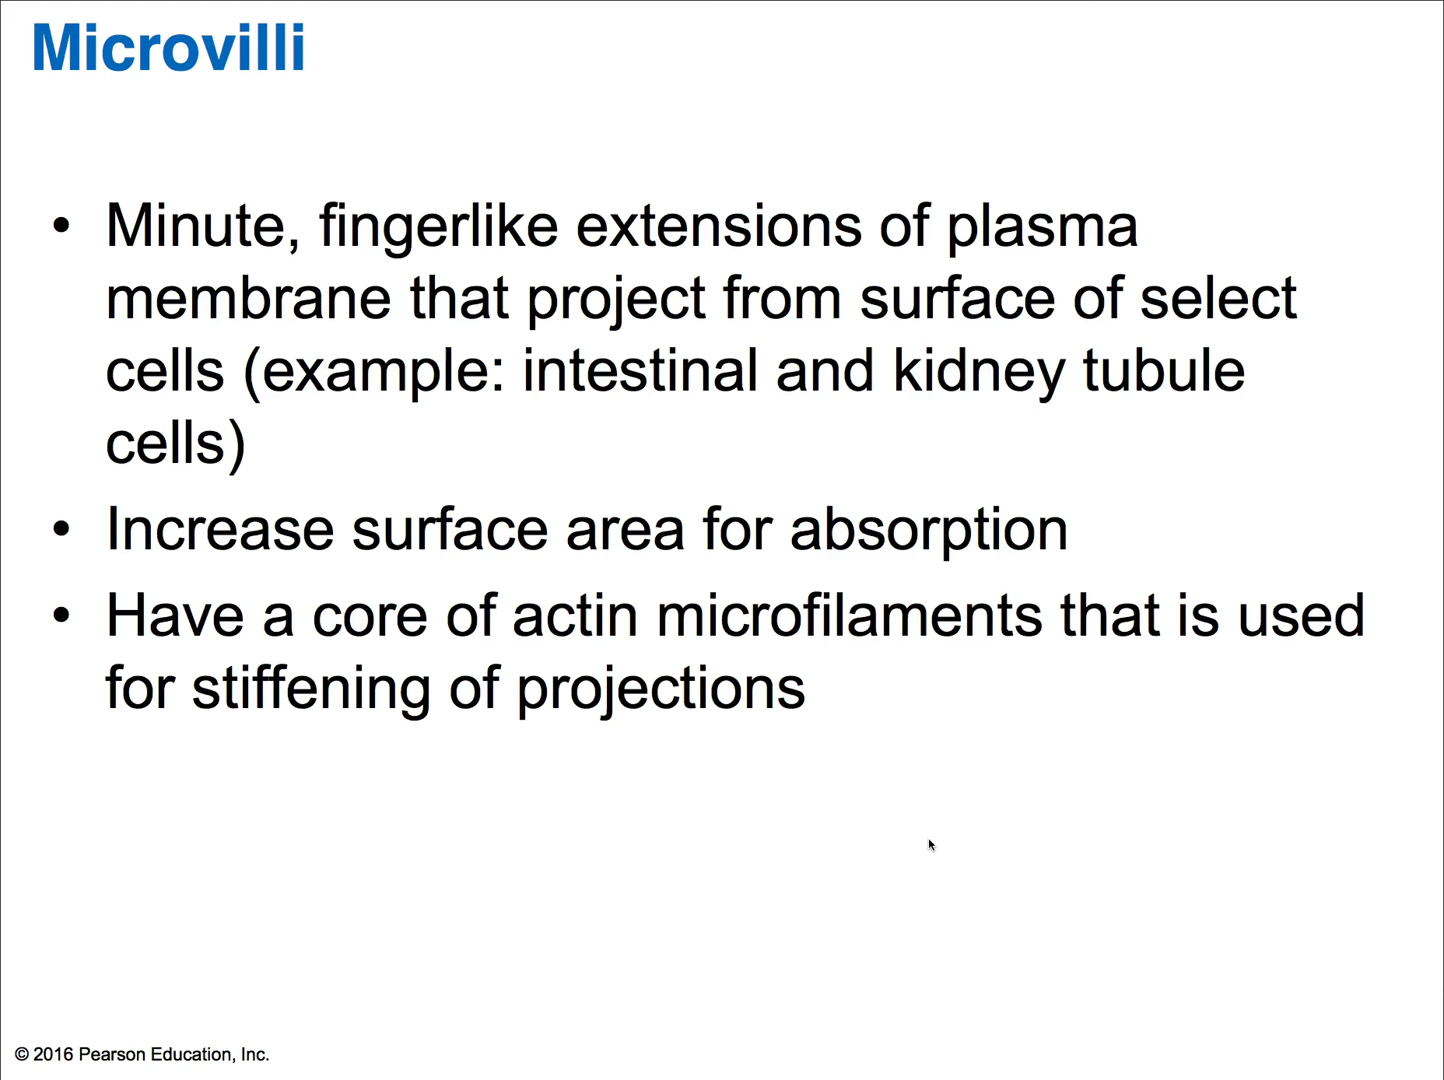 Microvilli
• Minute, fingerlike extensions of plasma
membrane that project from surface of select
cells (example: intestinal and kidney tubule
cells)
• Increase surface area for absorption
• Have a core of actin microfilaments that is used
for stiffening of projections
© 2016 Pearson Education, Inc.